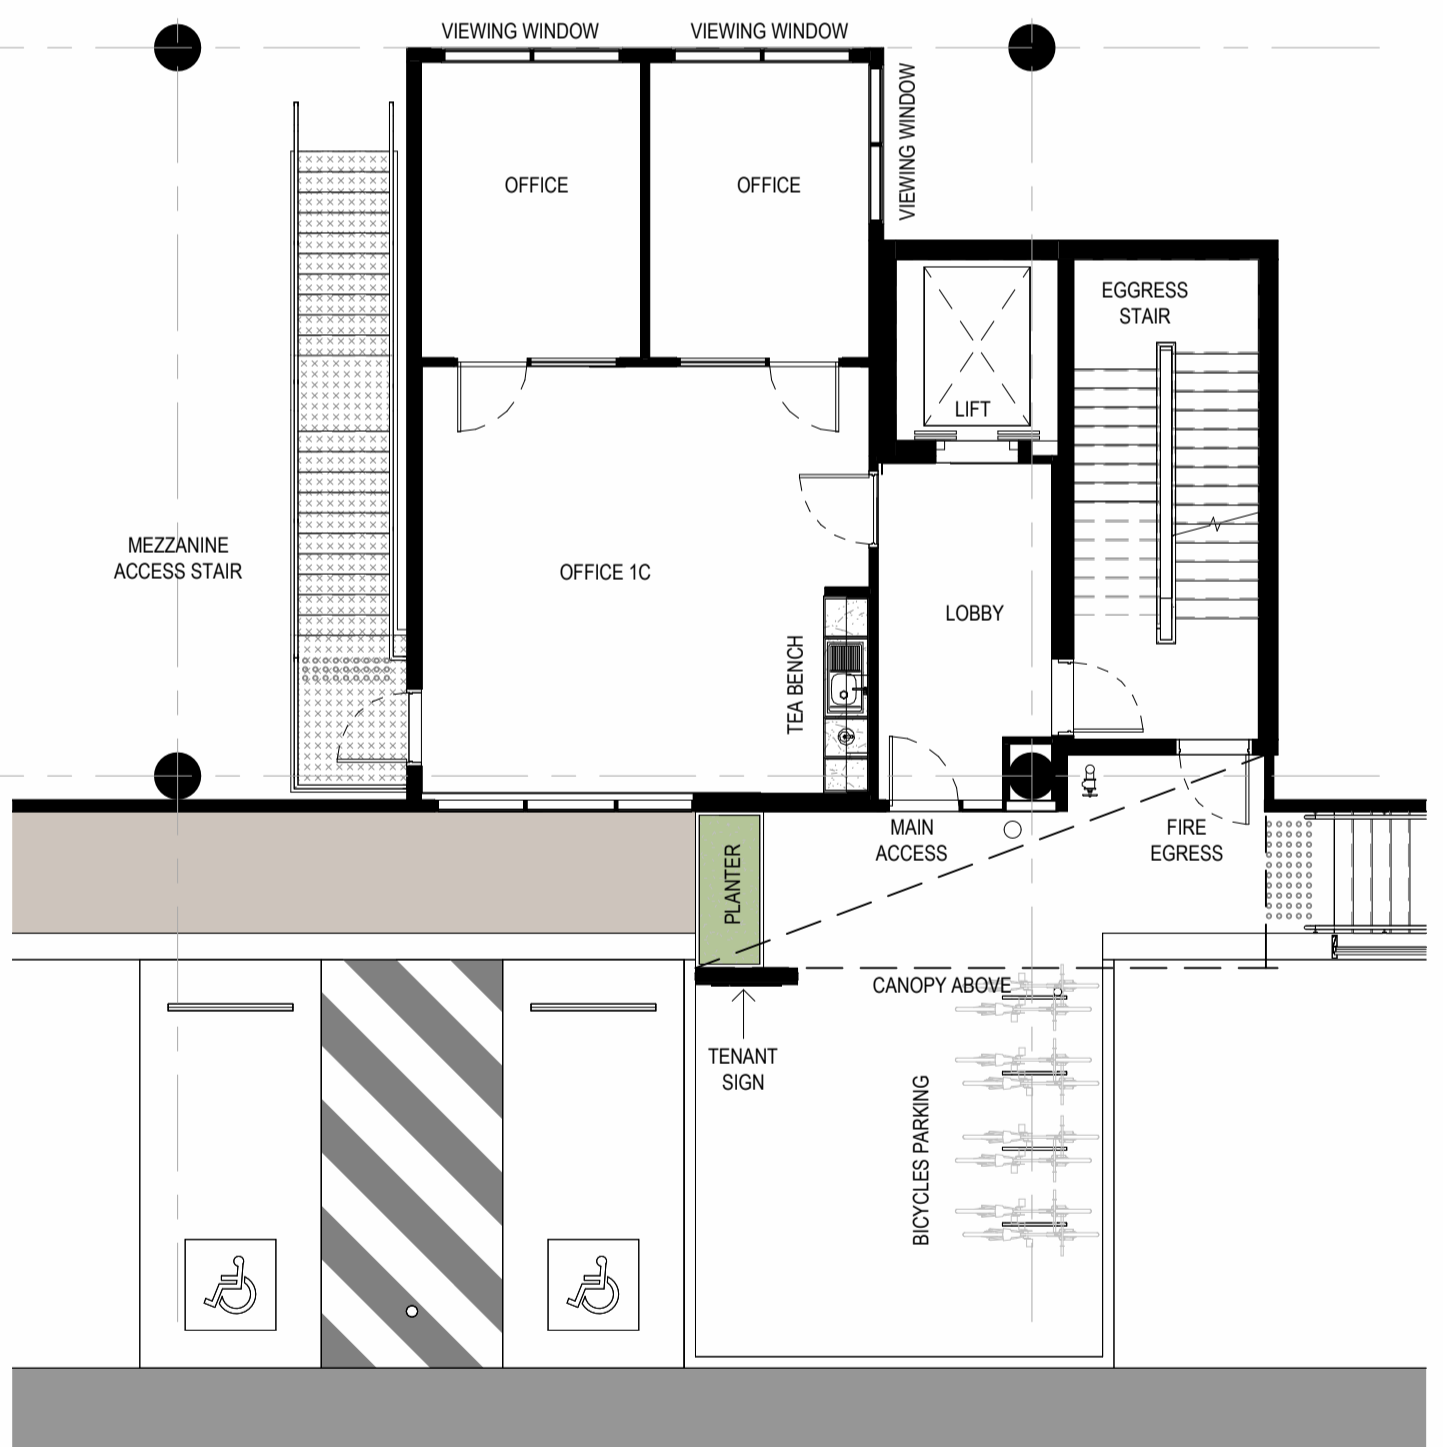 VIEWING WINDOW
VIEWING WINDOW
VIEWING WINDOW
OFFICE
OFFICE
EGGRESS
STAIR
LIFT
MEZZANINE
ACCESS STAIR
OFFICE 1C
LOBBY
TEA BENCH
MAIN
ACCESS
FIRE
EGRESS
PLANTER
CANOPY ABOVE
TENANT
SIGN
BICYCLES PARKING